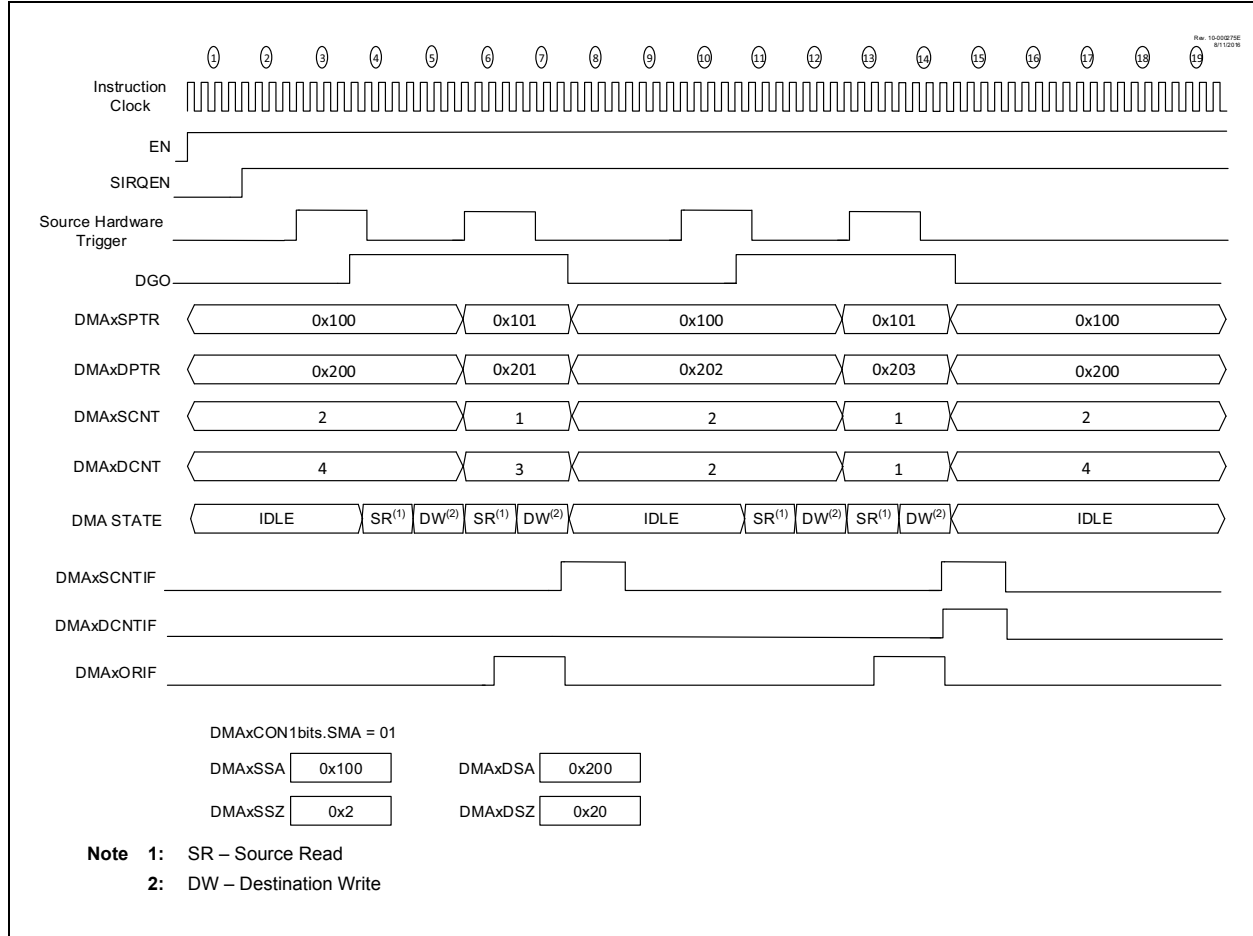 Rev. 10-000275E
8/11/2016
1 2 3 4 5 6 7 8 9 10 11 12 13 14 15 16 17 18 19
Instruction
Clock
EN
SIRQEN
Source Hardware
Trigger
DGO
DMAxSPTR 0x100 0x101 0x100 0x101 0x100
DMAxDPTR 0x200 0x201 0x202 0x203 0x200
DMAxSCNT 2 1 2 1 2
DMAxDCNT 4 3 2 1 4
DMA STATE IDLE SR(1) DW(2) SR(1) DW(2) IDLE SR(1) DW(2) SR(1) DW(2) IDLE
DMAxSCNTIF
DMAxDCNTIF
DMAxORIF
DMAxCON1bits.SMA = 01
DMAxSSA 0x100 DMAxDSA 0x200
DMAxSSZ 0x2 DMAxDSZ 0x20
Note 1: SR – Source Read
2: DW – Destination Write